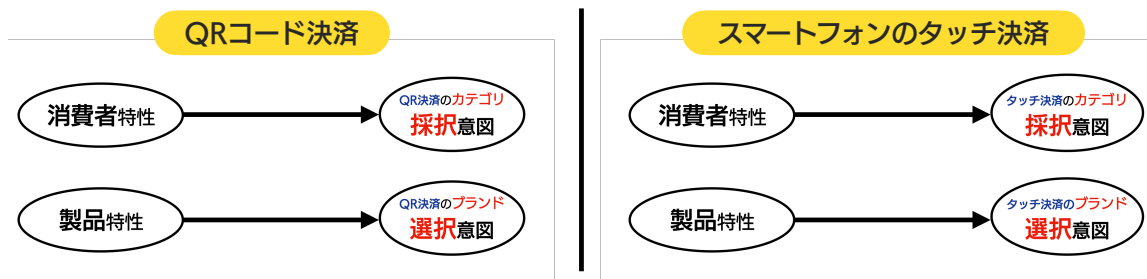 QRコード決済
消費者特性
QR決済のカテゴリ
採択意図
製品特性
QR決済のブランド
選択意図
スマートフォンのタッチ決済
消費者特性
タッチ決済のカテゴリ
採択意図
製品特性
タッチ決済のブランド
選択意図